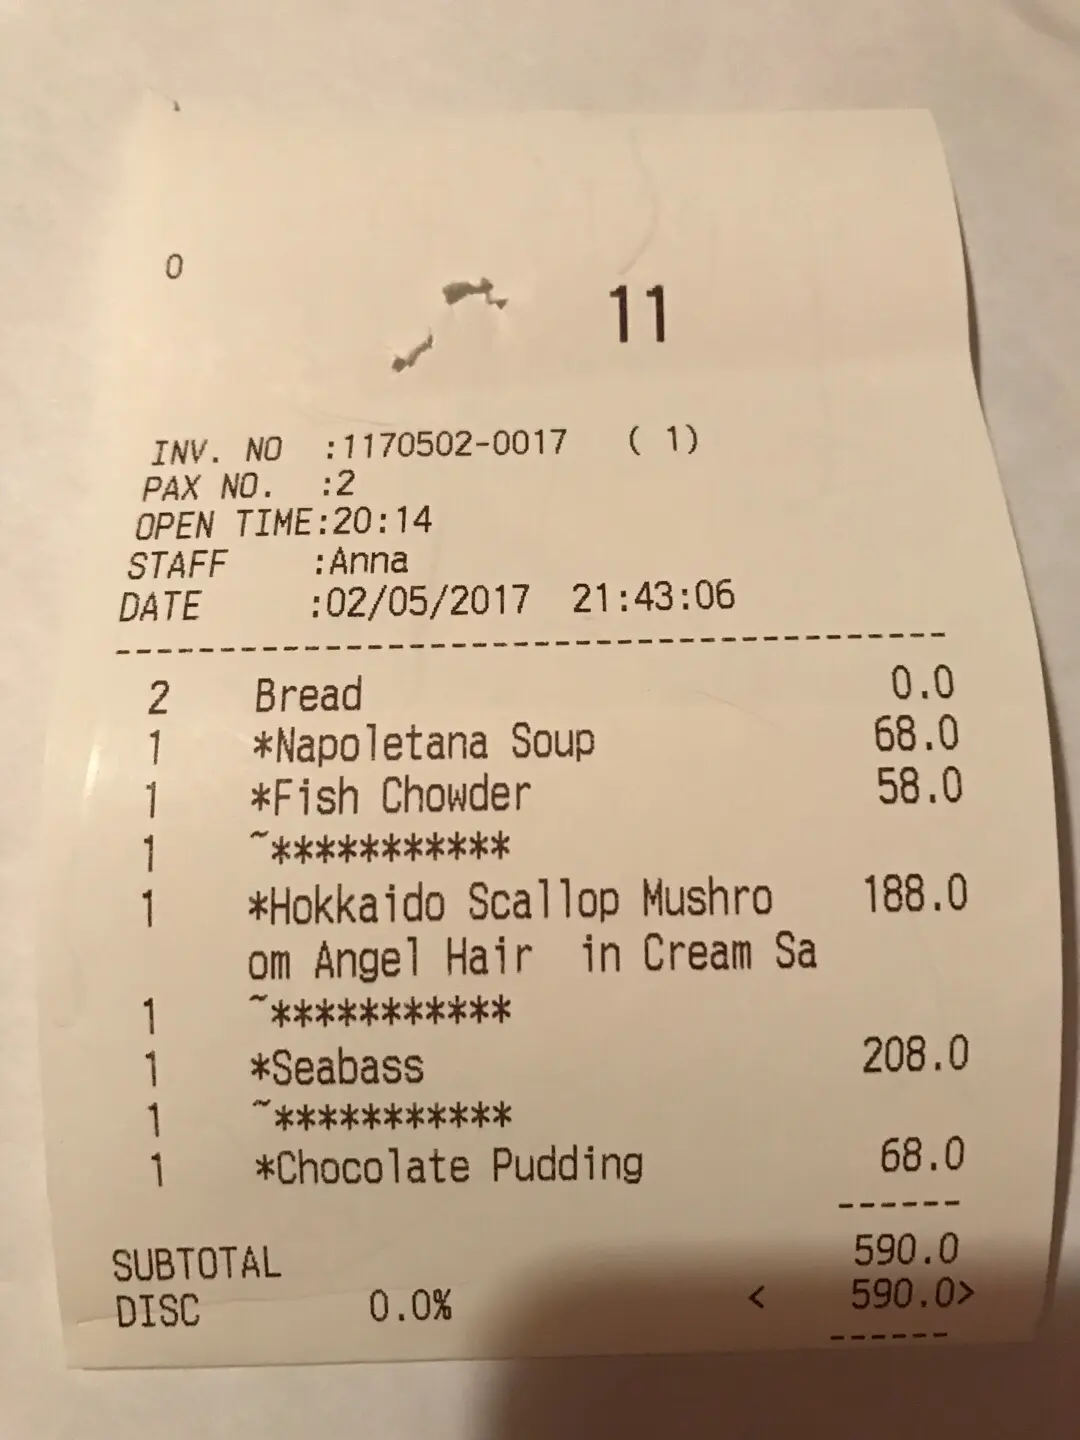 0
11
INV. NO :1170502-0017 ( 1)
PAX NO. :2
OPEN TIME:20:14
STAFF :Anna
DATE :02/05/2017 21:43:06
----------------------------------------
2 Bread 0.0
1 *Napoletana Soup 68.0
1 *Fish Chowder 58.0
1 ~***********
1 *Hokkaido Scallop Mushro 188.0
om Angel Hair in Cream Sa
1 ~***********
1 *Seabass 208.0
1 ~***********
1 *Chocolate Pudding 68.0
------
SUBTOTAL 590.0
DISC 0.0% < 590.0>
------